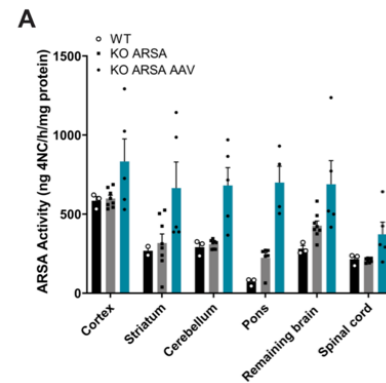 A
WT
KO ARSA
KO ARSA AAV
ARSA Activity (ng 4NC/h/mg protein)
1500
1000
500
0
Cortex
Striatum
Cerebellum
Pons
Remaining brain
Spinal cord